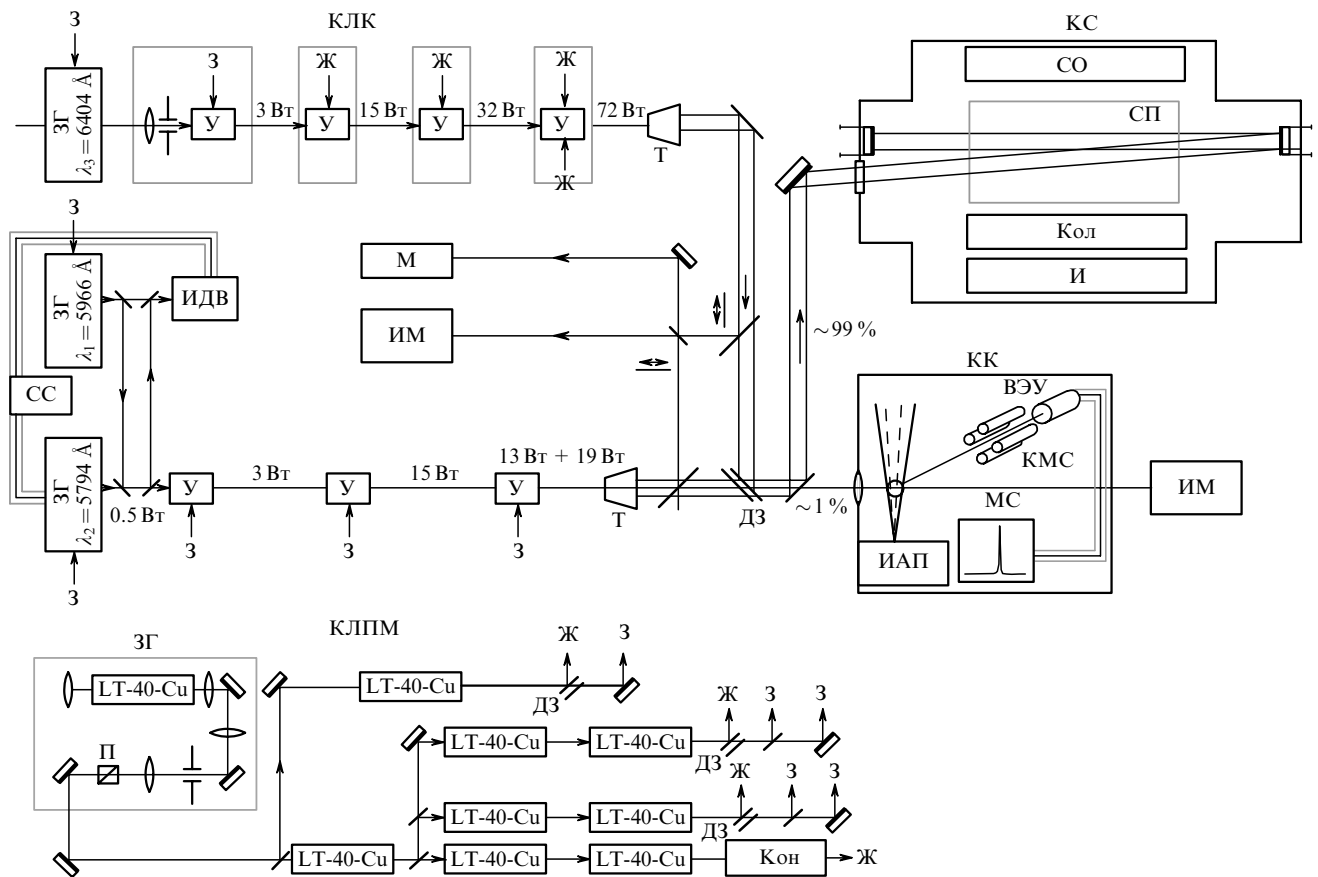 КЛК
КС
З
ЗГ
λ₃ = 6404 Å
З
У
3 Вт
Ж
У
15 Вт
Ж
У
32 Вт
Ж
У
Ж
72 Вт
Т
СО
СП
Кол
И
З
ЗГ
λ₁ = 5966 Å
ИДВ
М
ИМ
~99 %
СС
ЗГ
λ₂ = 5794 Å
З
0.5 Вт
У
З
3 Вт
У
З
15 Вт
У
З
13 Вт + 19 Вт
Т
ДЗ
~1 %
КК
ВЭУ
КМС
МС
ИАП
ИМ
КЛПМ
ЗГ
LT-40-Cu
П
LT-40-Cu
Ж
З
ДЗ
LT-40-Cu
LT-40-Cu
Ж
З
З
ДЗ
LT-40-Cu
LT-40-Cu
Ж
З
З
ДЗ
LT-40-Cu
LT-40-Cu
LT-40-Cu
Кон
Ж